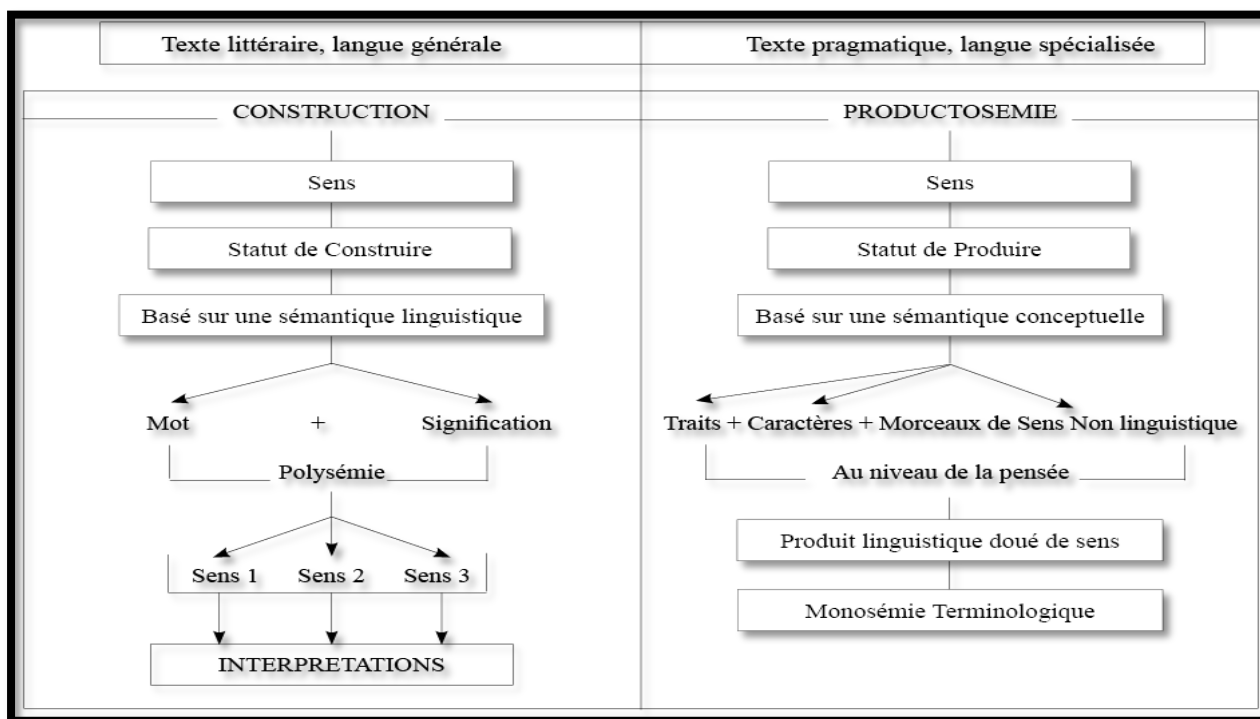 Texte littéraire, langue générale
Texte pragmatique, langue spécialisée
CONSTRUCTION
Sens
Statut de Construire
Basé sur une sémantique linguistique
Mot + Signification
Polysémie
Sens 1 Sens 2 Sens 3
INTERPRETATIONS
PRODUCTOSEMIE
Sens
Statut de Produire
Basé sur une sémantique conceptuelle
Traits + Caractères + Morceaux de Sens Non linguistique
Au niveau de la pensée
Produit linguistique doué de sens
Monosémie Terminologique